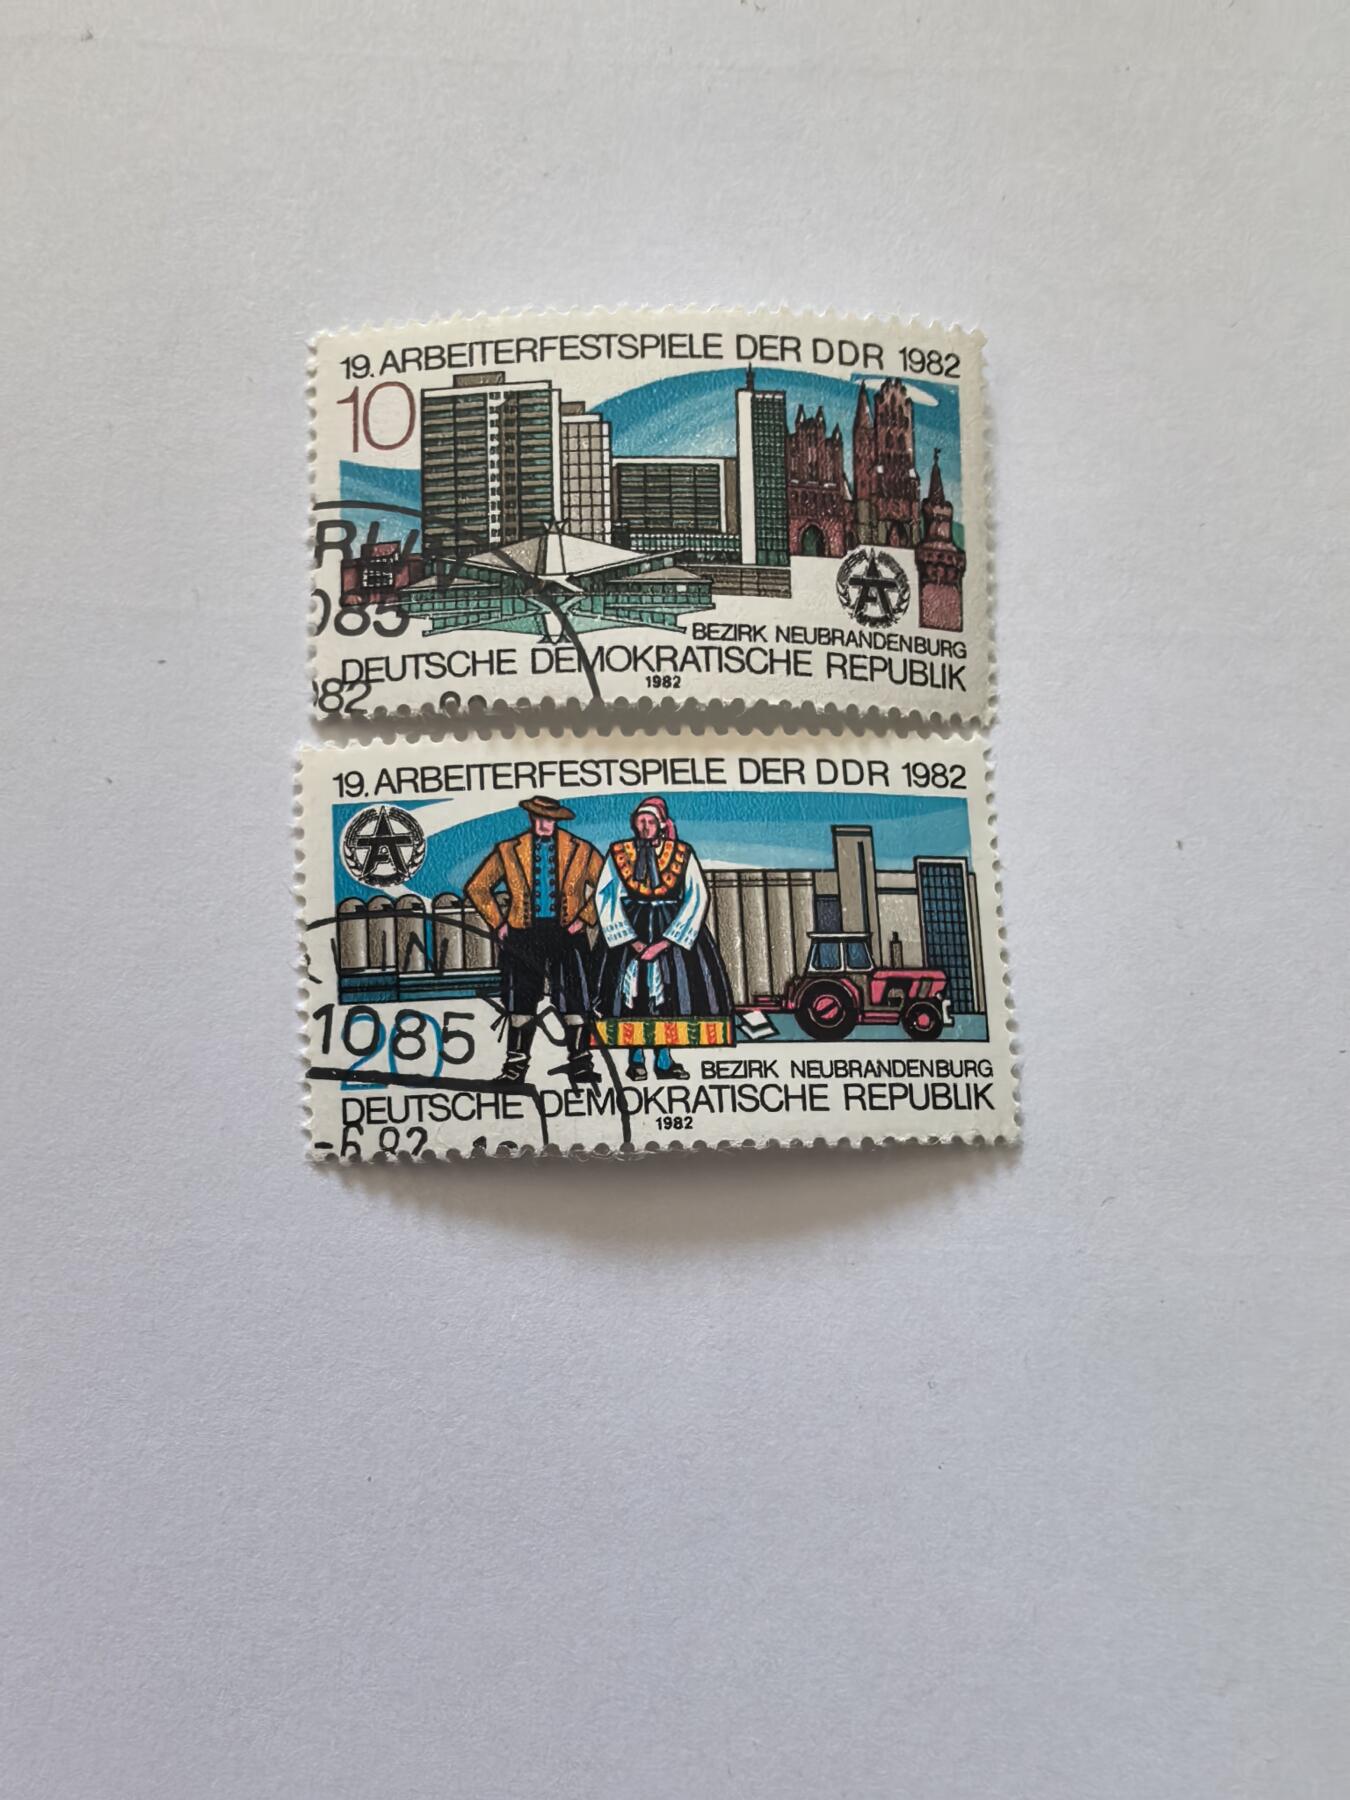 19. ARBEITERFESTSPIELE DER DDR 1982
10
1085
BEZIRK NEUBRANDENBURG
DEUTSCHE DEMOKRATISCHE REPUBLIK
1982
82
19. ARBEITERFESTSPIELE DER DDR 1982
1085
20
BEZIRK NEUBRANDENBURG
DEUTSCHE DEMOKRATISCHE REPUBLIK
1982
-6.82